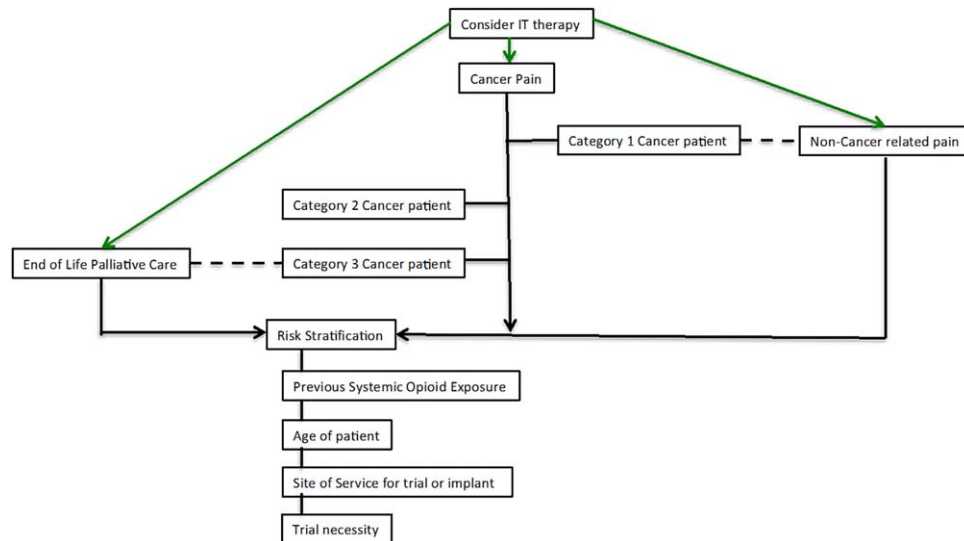 Consider IT therapy
Cancer Pain
Category 1 Cancer patient
Non-Cancer related pain
Category 2 Cancer patient
End of Life Palliative Care
Category 3 Cancer patient
Risk Stratification
Previous Systemic Opioid Exposure
Age of patient
Site of Service for trial or implant
Trial necessity